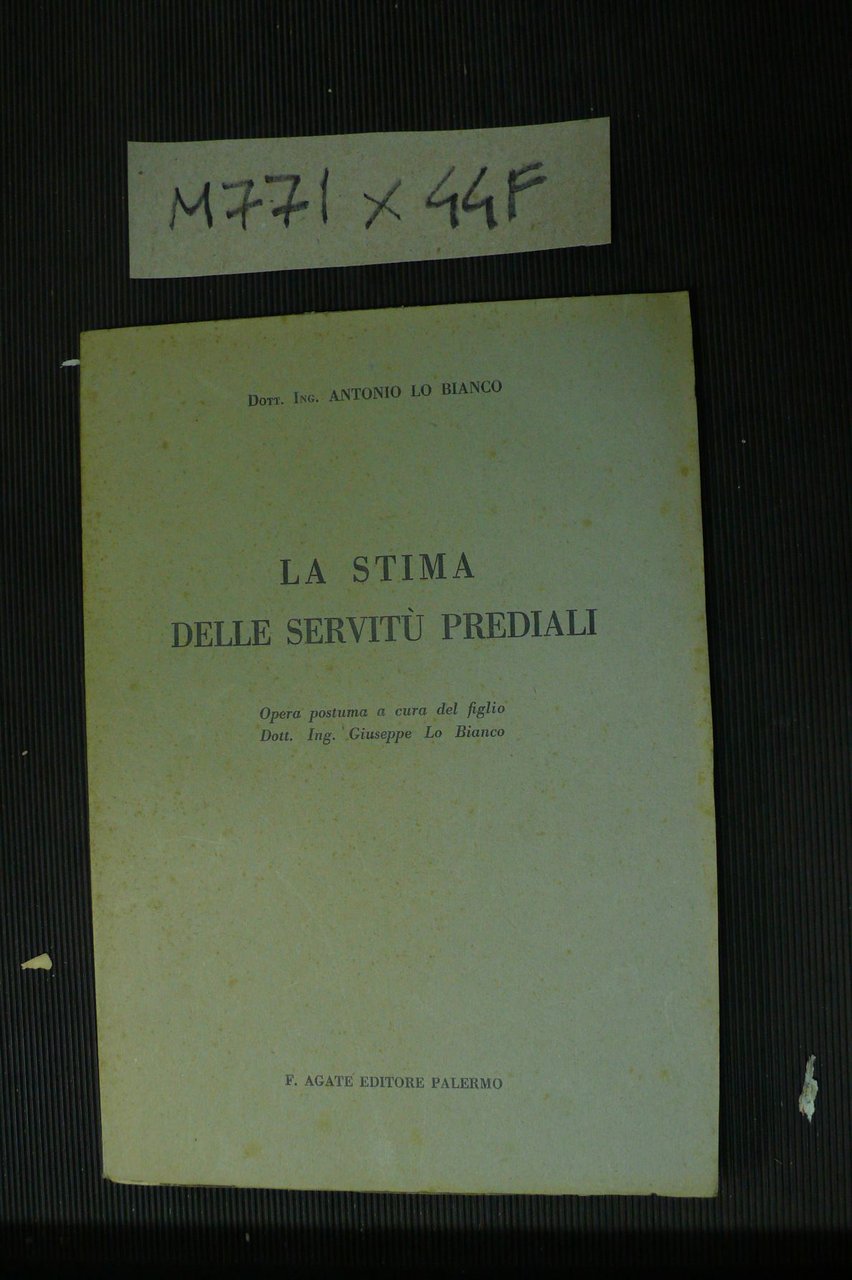 M771 x 44F
Dott. Ing. ANTONIO LO BIANCO
LA STIMA
DELLE SERVITÙ PREDIALI
Opera postuma a cura del figlio
Dott. Ing. Giuseppe Lo Bianco
F. AGATE EDITORE PALERMO